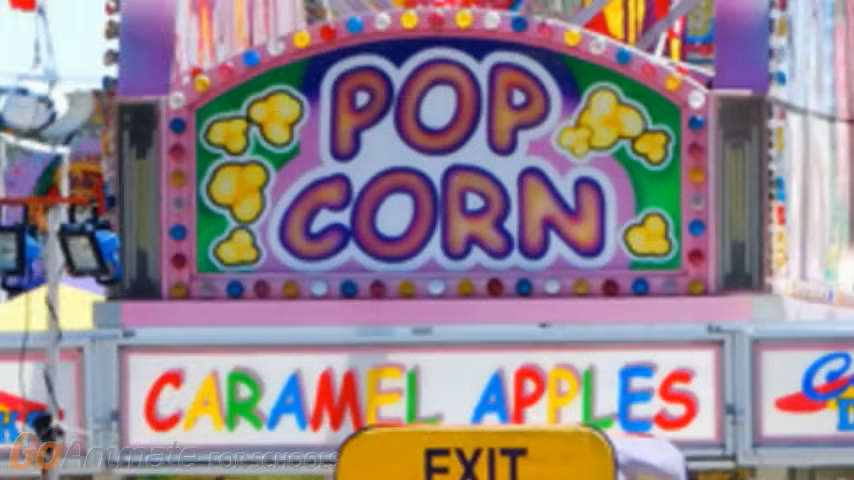 POP
CORN
CARAMEL APPLES
EXIT
GoAnimate FOR SCHOOLS